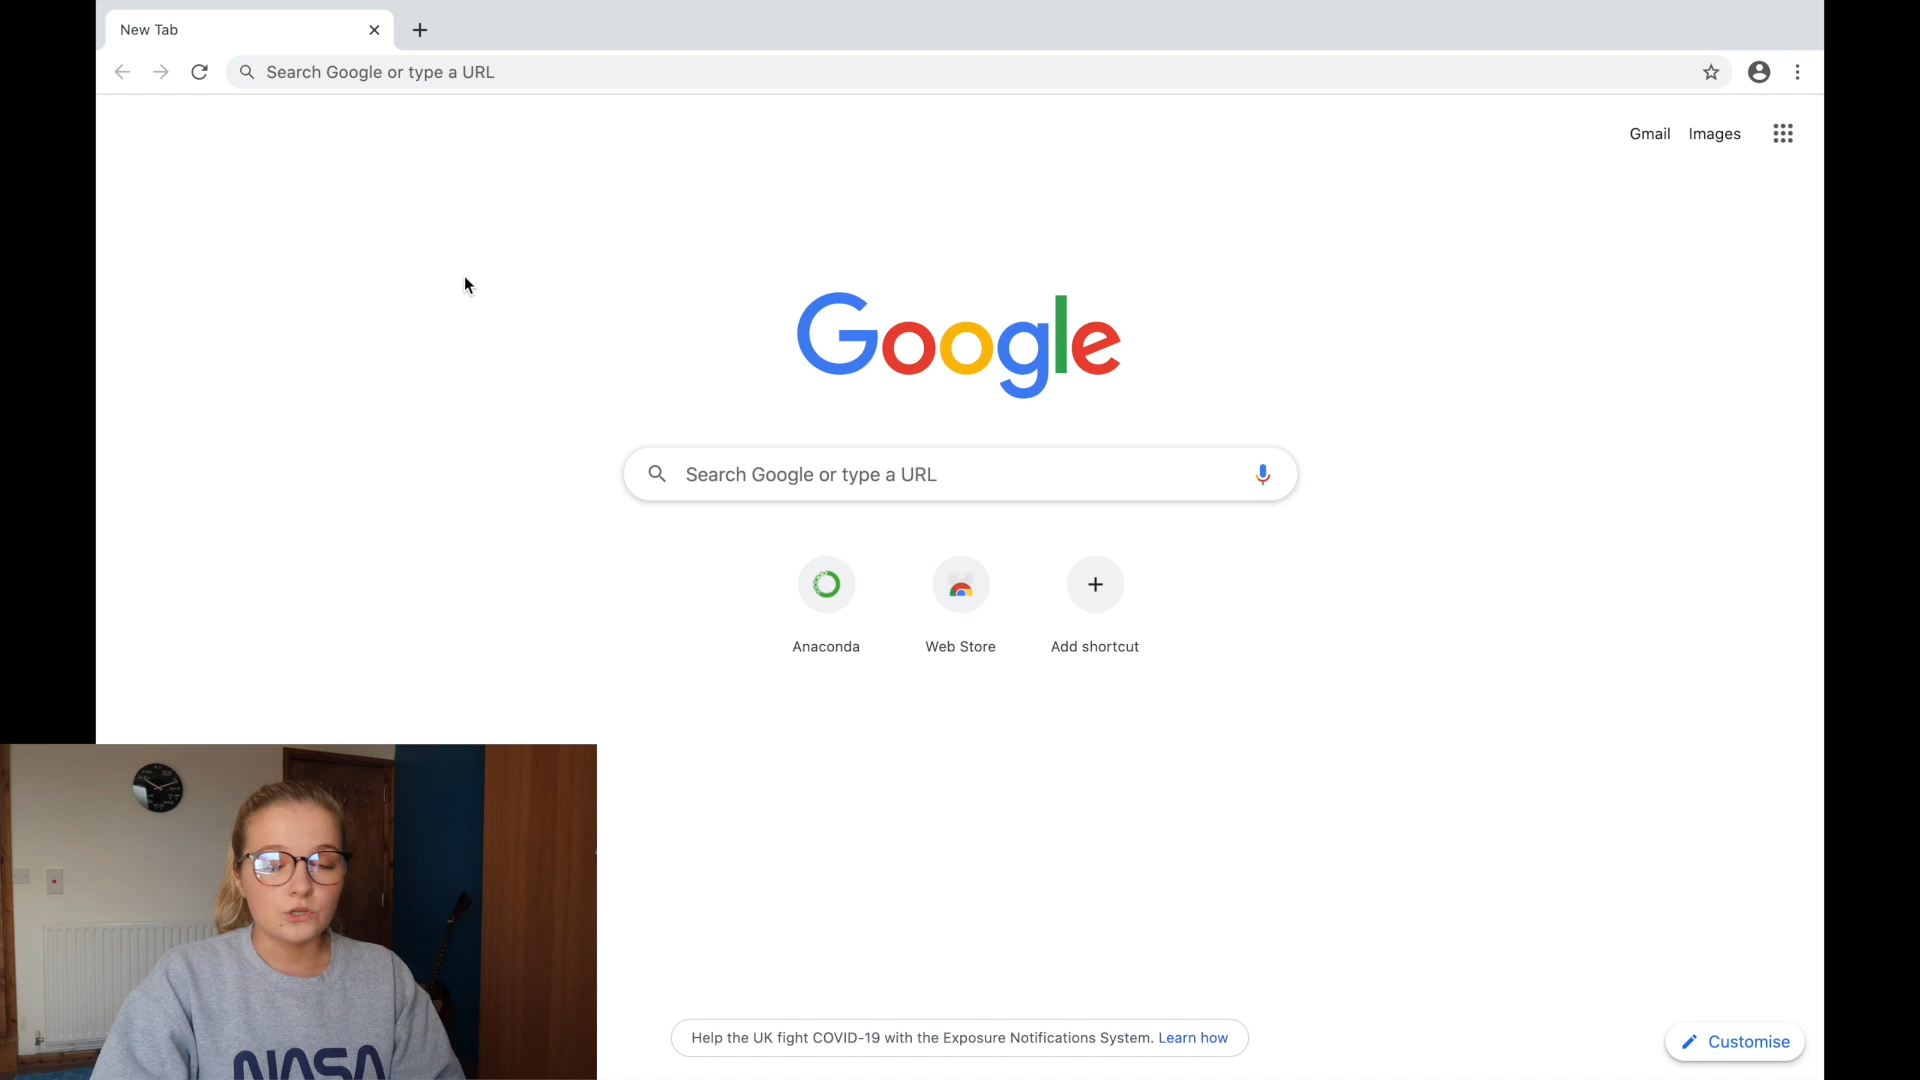 New Tab
Search Google or type a URL
Gmail Images
Google
Search Google or type a URL
Anaconda
Web Store
Add shortcut
NASA
Help the UK fight COVID-19 with the Exposure Notifications System. Learn how
Customise